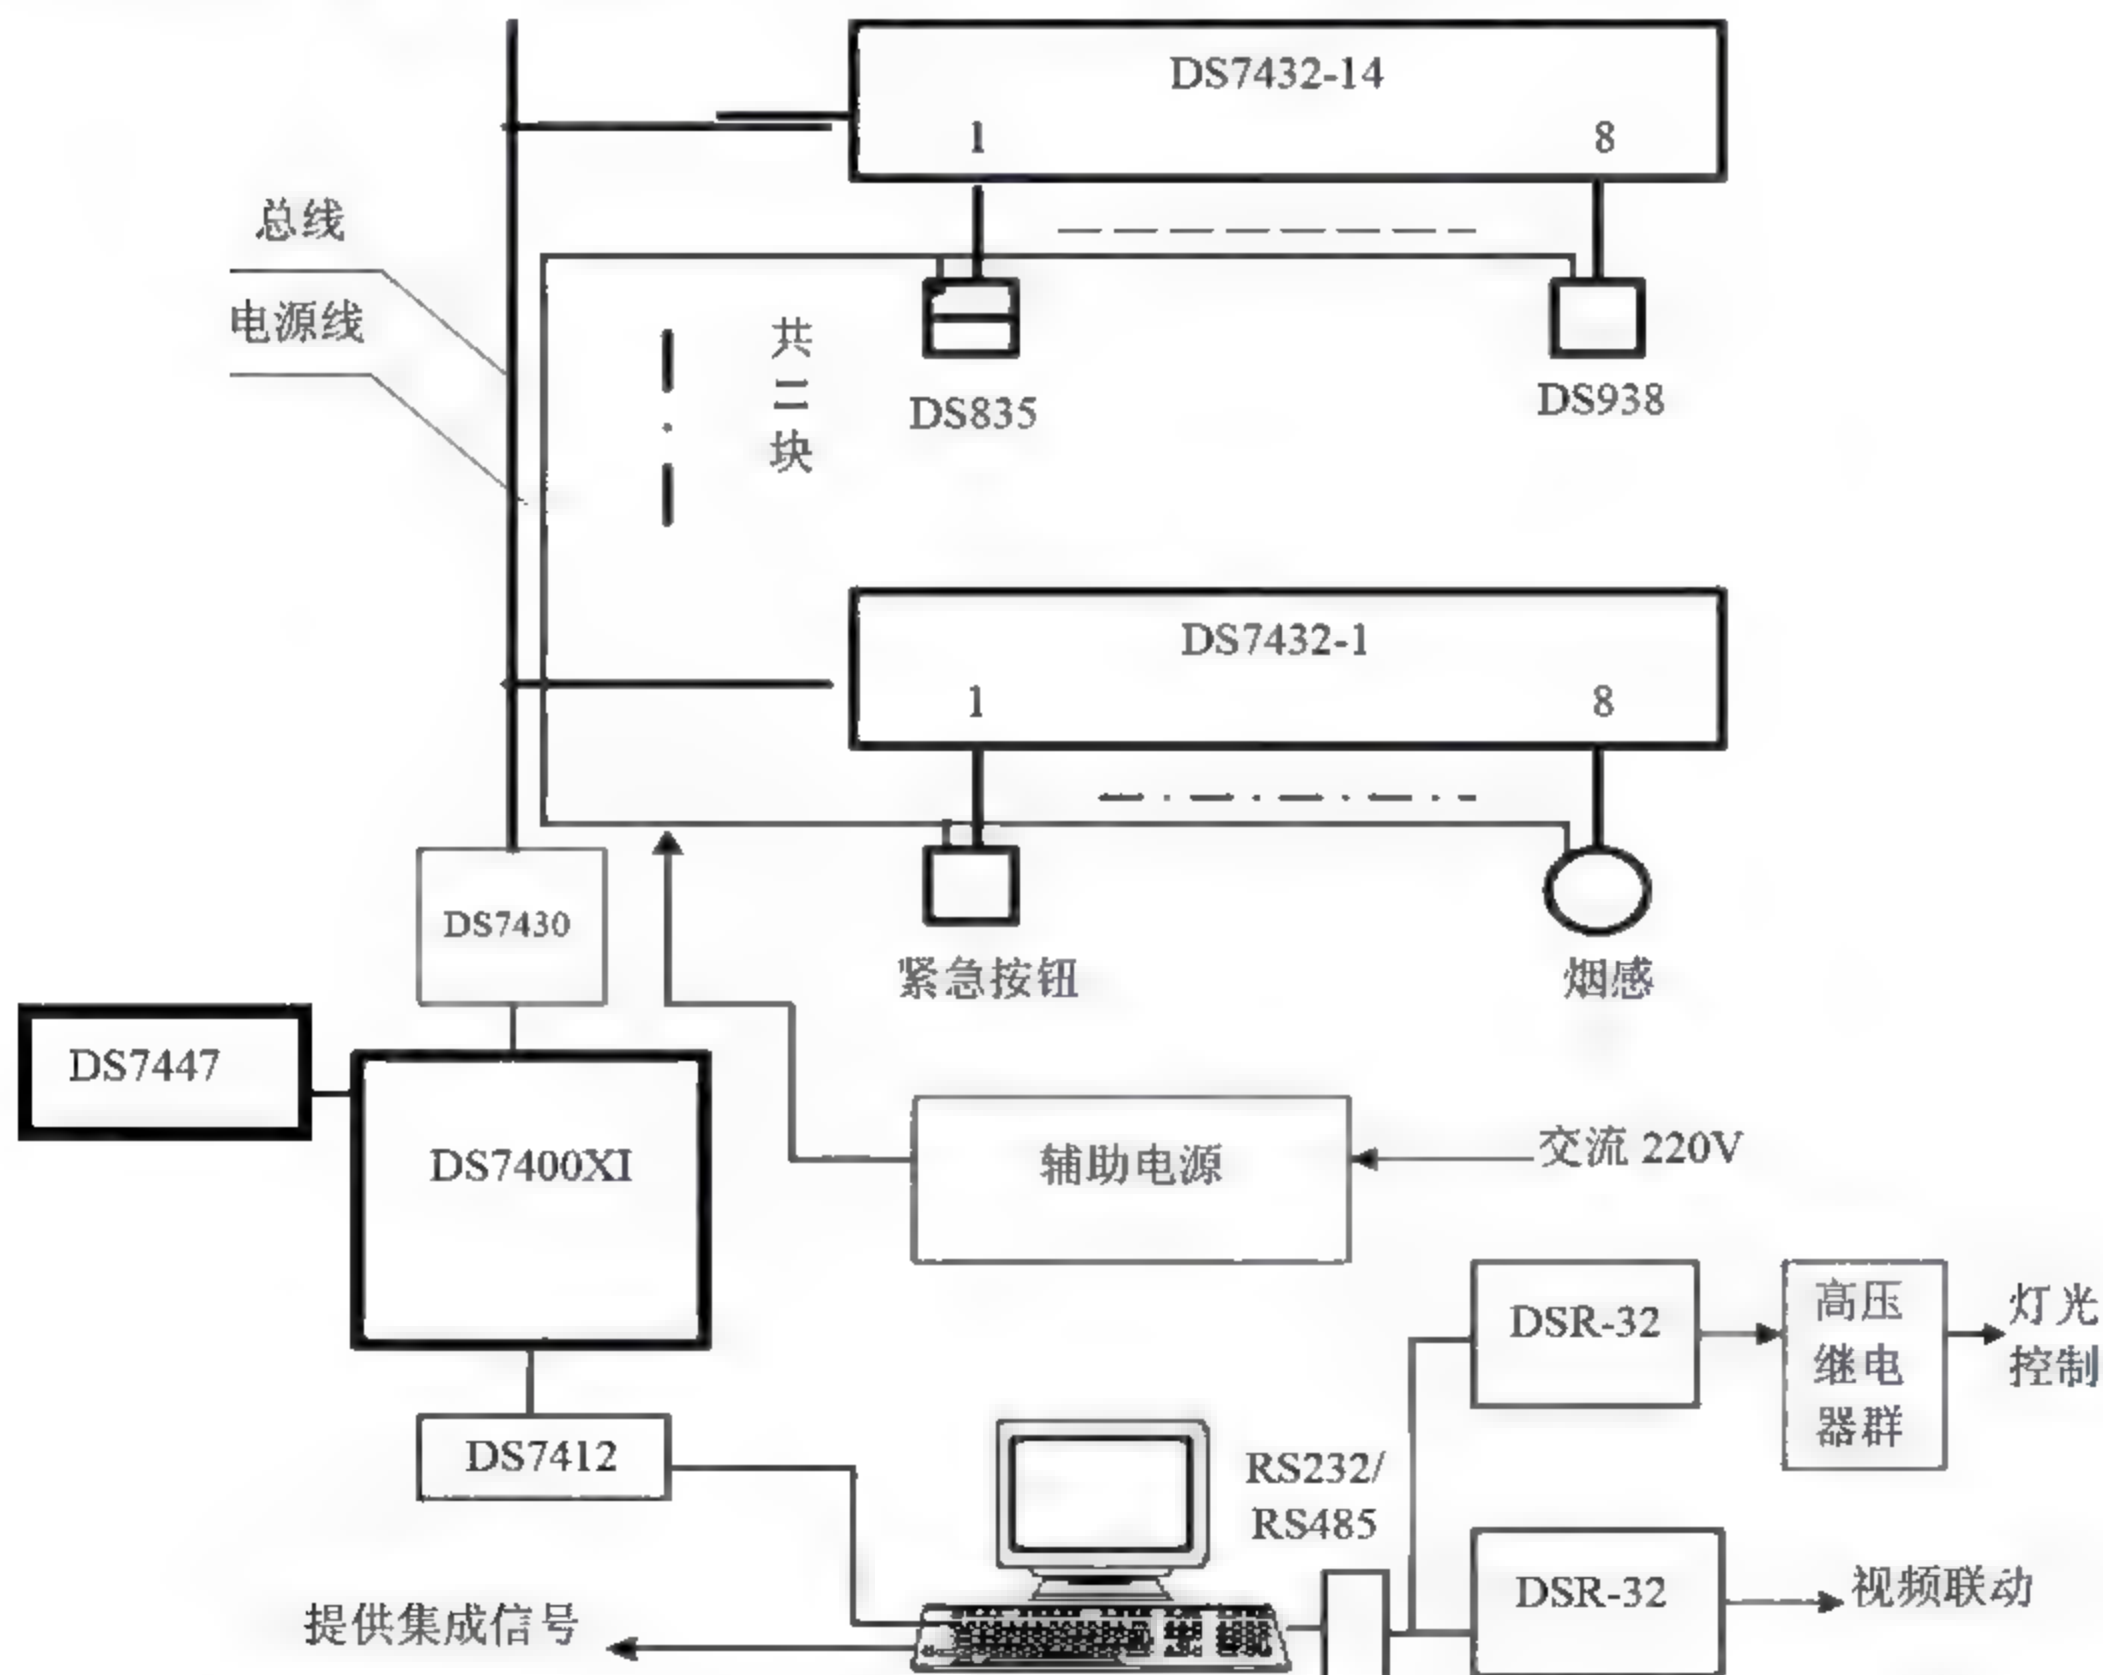 DS7432-14
1
8
总线
电源线
共
二
块
DS835
DS938
DS7432-1
1
8
DS7430
紧急按钮
烟感
DS7447
DS7400XI
辅助电源
交流 220V
DS7412
RS232/
RS485
DSR-32
高压
继电
器群
灯光
控制
DSR-32
视频联动
提供集成信号